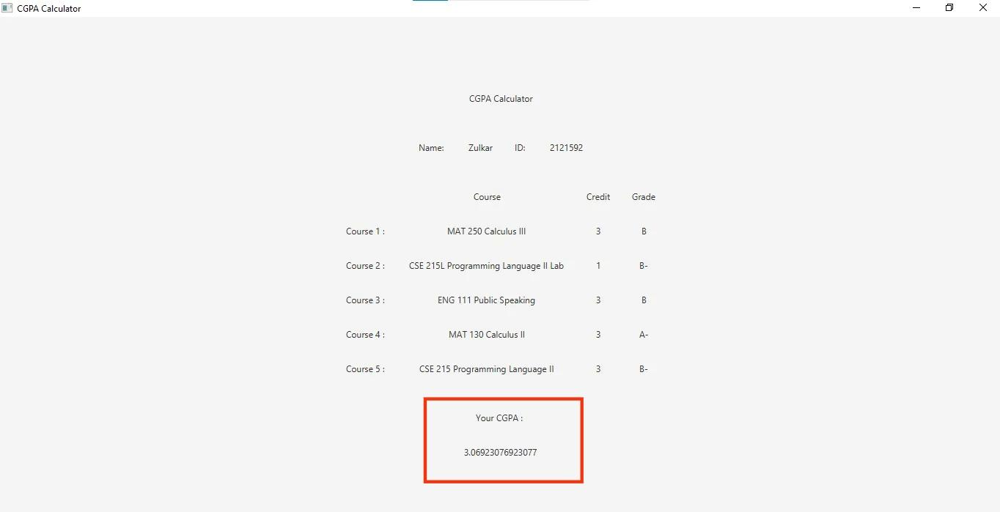 CGPA Calculator
CGPA Calculator
Name: Zulkar ID: 2121592
Course Credit Grade
Course 1 : MAT 250 Calculus III 3 B
Course 2 : CSE 215L Programming Language II Lab 1 B-
Course 3 : ENG 111 Public Speaking 3 B
Course 4 : MAT 130 Calculus II 3 A-
Course 5 : CSE 215 Programming Language II 3 B-
Your CGPA :
3.06923076923077